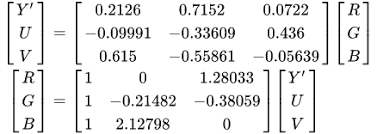 [Y′] = [0.2126 0.7152 0.0722] [R]
[U] = [−0.09991 −0.33609 0.436] [G]
[V] = [0.615 −0.55861 −0.05639] [B]
[R] = [1 0 1.28033] [Y′]
[G] = [1 −0.21482 −0.38059] [U]
[B] = [1 2.12798 0] [V]